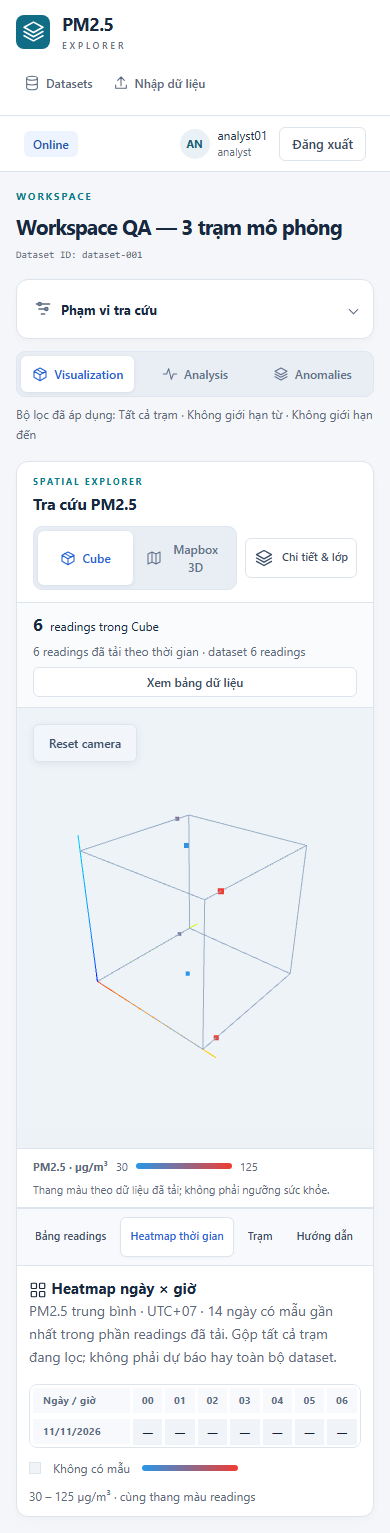 PM2.5
EXPLORER
Datasets
Nhập dữ liệu
Online
AN
analyst01
analyst
Đăng xuất
WORKSPACE
Workspace QA — 3 trạm mô phỏng
Dataset ID: dataset-001
Phạm vi tra cứu
Visualization
Analysis
Anomalies
Bộ lọc đã áp dụng: Tất cả trạm · Không giới hạn từ · Không giới hạn
đến
SPATIAL EXPLORER
Tra cứu PM2.5
Cube
Mapbox
3D
Chi tiết & lớp
6 readings trong Cube
6 readings đã tải theo thời gian · dataset 6 readings
Xem bảng dữ liệu
Reset camera
PM2.5 · µg/m³ 30 125
Thang màu theo dữ liệu đã tải; không phải ngưỡng sức khỏe.
Bảng readings
Heatmap thời gian
Trạm
Hướng dẫn
Heatmap ngày × giờ
PM2.5 trung bình · UTC+07 · 14 ngày có mẫu gần
nhất trong phần readings đã tải. Gộp tất cả trạm
đang lọc; không phải dự báo hay toàn bộ dataset.
Ngày / giờ 00 01 02 03 04 05 06
11/11/2026 — — — — — — —
Không có mẫu
30 – 125 µg/m³ · cùng thang màu readings